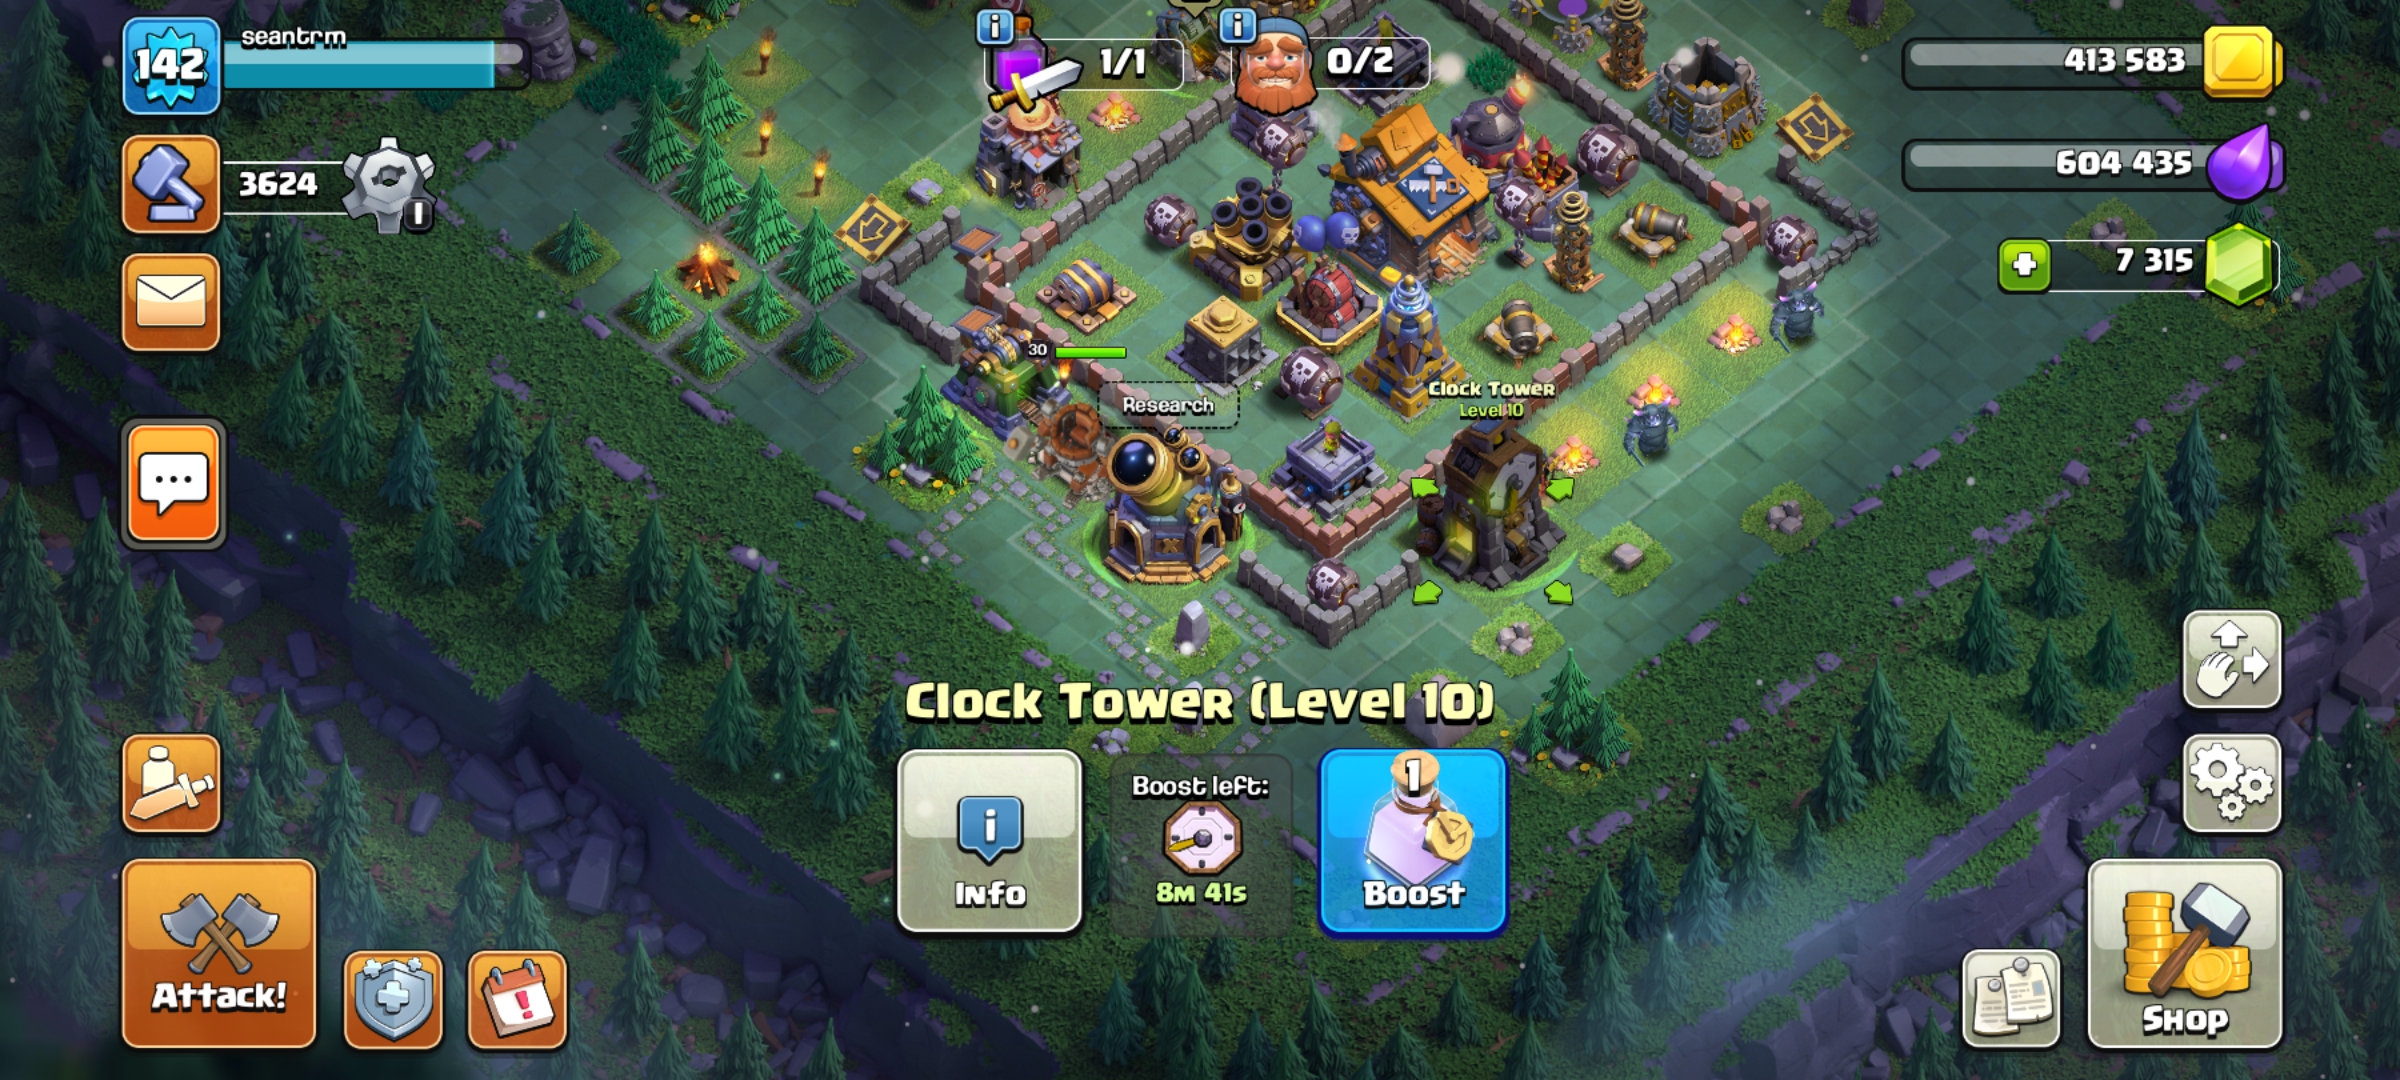 142
seantrm
1/1
0/2
413 583
3624
604 435
7 315
30
Research
Clock Tower
Level 10
Clock Tower (Level 10)
Info
Boost left:
8m 41s
1
Boost
Attack!
Shop